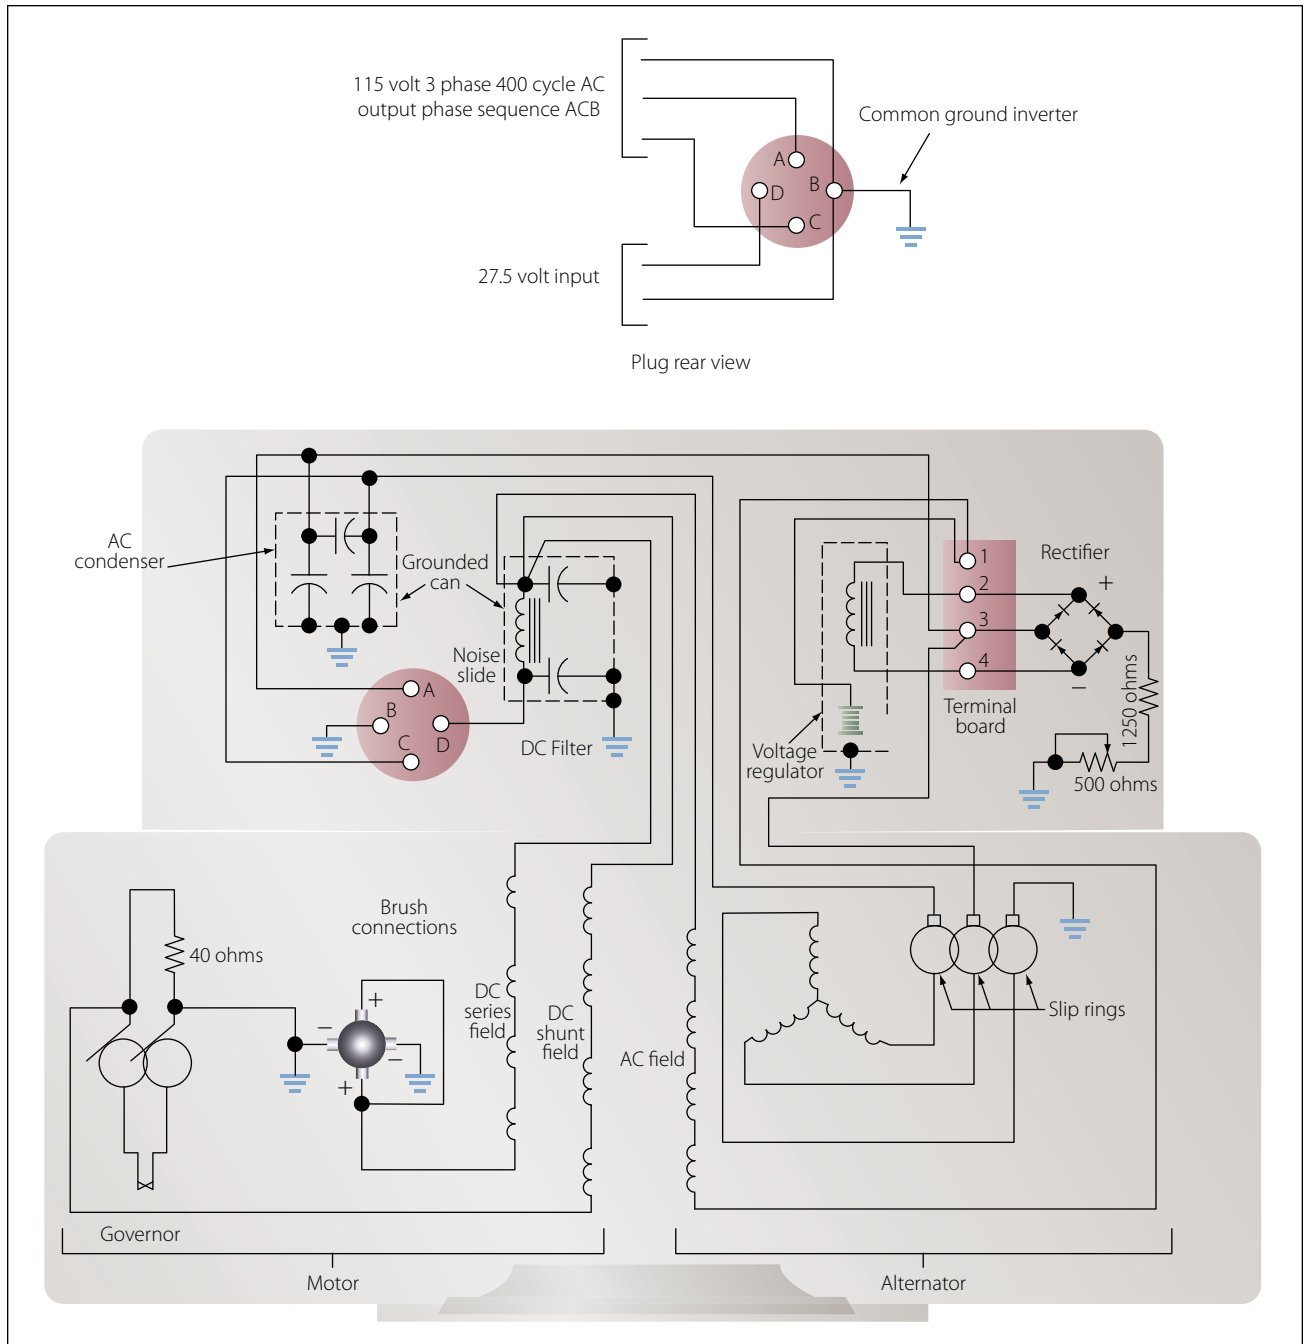 115 volt 3 phase 400 cycle AC
output phase sequence ACB
Common ground inverter
A
B
D
C
27.5 volt input
Plug rear view
AC
condenser
Grounded
can
Noise
slide
DC Filter
A
B
C
D
1
2
3
4
Terminal
board
Rectifier
+
−
1250 ohms
500 ohms
Voltage
regulator
40 ohms
Brush
connections
+
−
−
+
DC
series
field
DC
shunt
field
AC field
Slip rings
Governor
Motor
Alternator